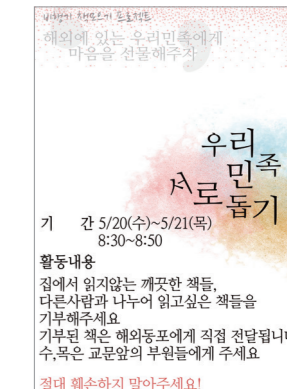 비행기 책모으기 프로젝트
해외에 있는 우리민족에게
마음을 선물해주자
우리
민족
서로돕기
기 간 5/20(수)~5/21(목)
8:30~8:50
활동내용
집에서 읽지않는 깨끗한 책들,
다른사람과 나누어 읽고싶은 책들을
기부해주세요
기부된 책은 해외동포에게 직접 전달됩니
수,목은 교문앞의 부원들에게 주세요
절대 훼손하지 말아주세요!